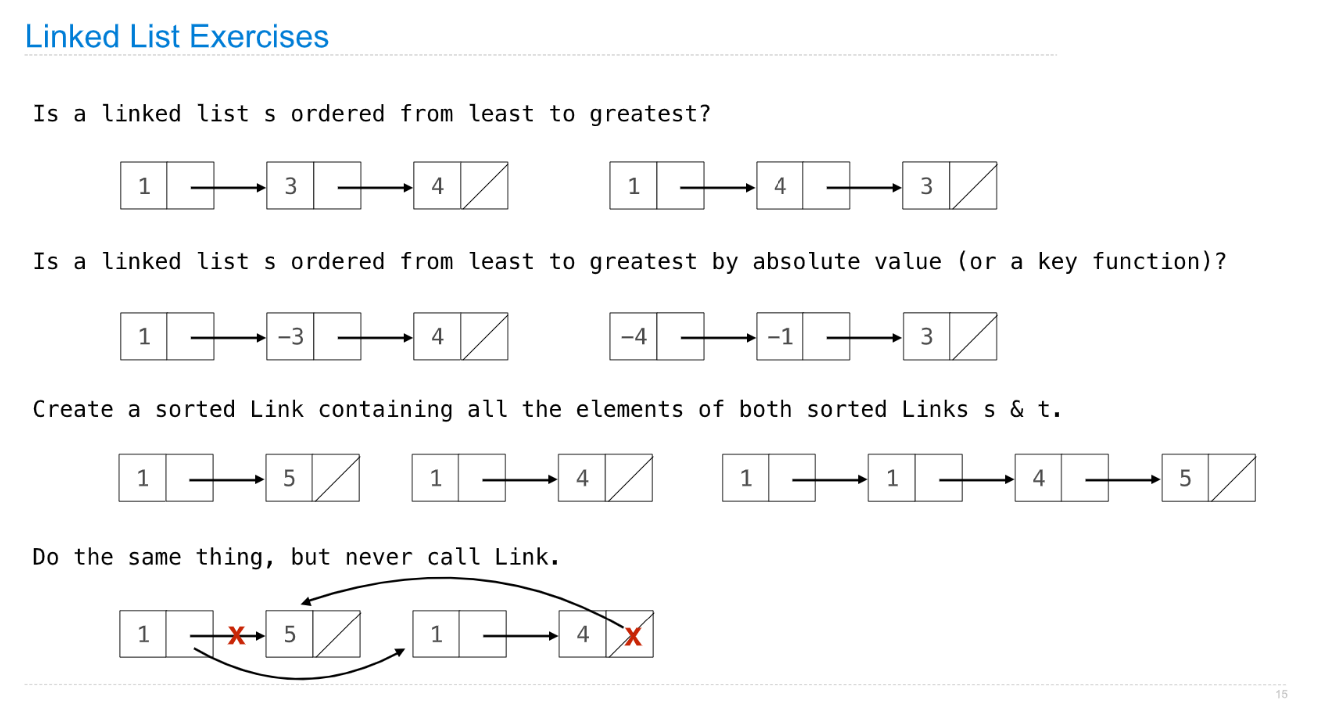 Linked List Exercises
Is a linked list s ordered from least to greatest?
1 3 4 1 4 3
Is a linked list s ordered from least to greatest by absolute value (or a key function)?
1 −3 4 −4 −1 3
Create a sorted Link containing all the elements of both sorted Links s & t.
1 5 1 4 1 1 4 5
Do the same thing, but never call Link.
1 X 5 1 4 X
15